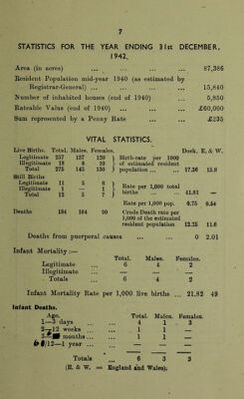 7
STATISTICS FOR THE YEAR ENDING 31st DECEMBER,
1942.
Area (in acres) ... ... ... ... 87,386
Resident Population mid-year 1940 (as estimated by
Registrar-General) ... ... ... ... 15,840
Number of inhabited houses (end of 1940) ... 5,850
Rateable Value (end of 1940) ... ... ... £60,000
Sum represented by a Penny Rate ... ... £235
VITAL STATISTICS.
Live Births. Total. Males. Females. Dork. E. & W.
Legitimate 257 137 120 Birth-rate per 1000
Illegitimate 18 8 10 of estimated resident
Total 275 145 130 population ... ... 17.36 15.8
Still Births
Legitimate 11 5 6 Rate per 1,000 total
Illegitimate 1 — 1 births ... ... 41.81 —
Total 12 5 7 Rate per 1,000 pop. 0.75 0.54
Deaths 194 104 90 Crude Death rate per
1,000 of the estimated
resident population 12.25 11.6
Deaths from puerperal causes ... ... 0 2.01
Infant Mortality:—
Total. Males. Females.
Legitimate ... 6 4 2
Illegitimate ... — — —
Totals ... 6 4 2
Infant Mortality Rate per 1,000 live births ... 21.82 49
Infant Deaths.
Age. Total. Males. Females.
1—3 days ... ... 4 1 3
2—12 weeks ... ... 1 1 —
months... ... 1 1 —
/12—1 year ... ... — — —
Totals ... 6 3 3
(E. & W. = England and Wales).